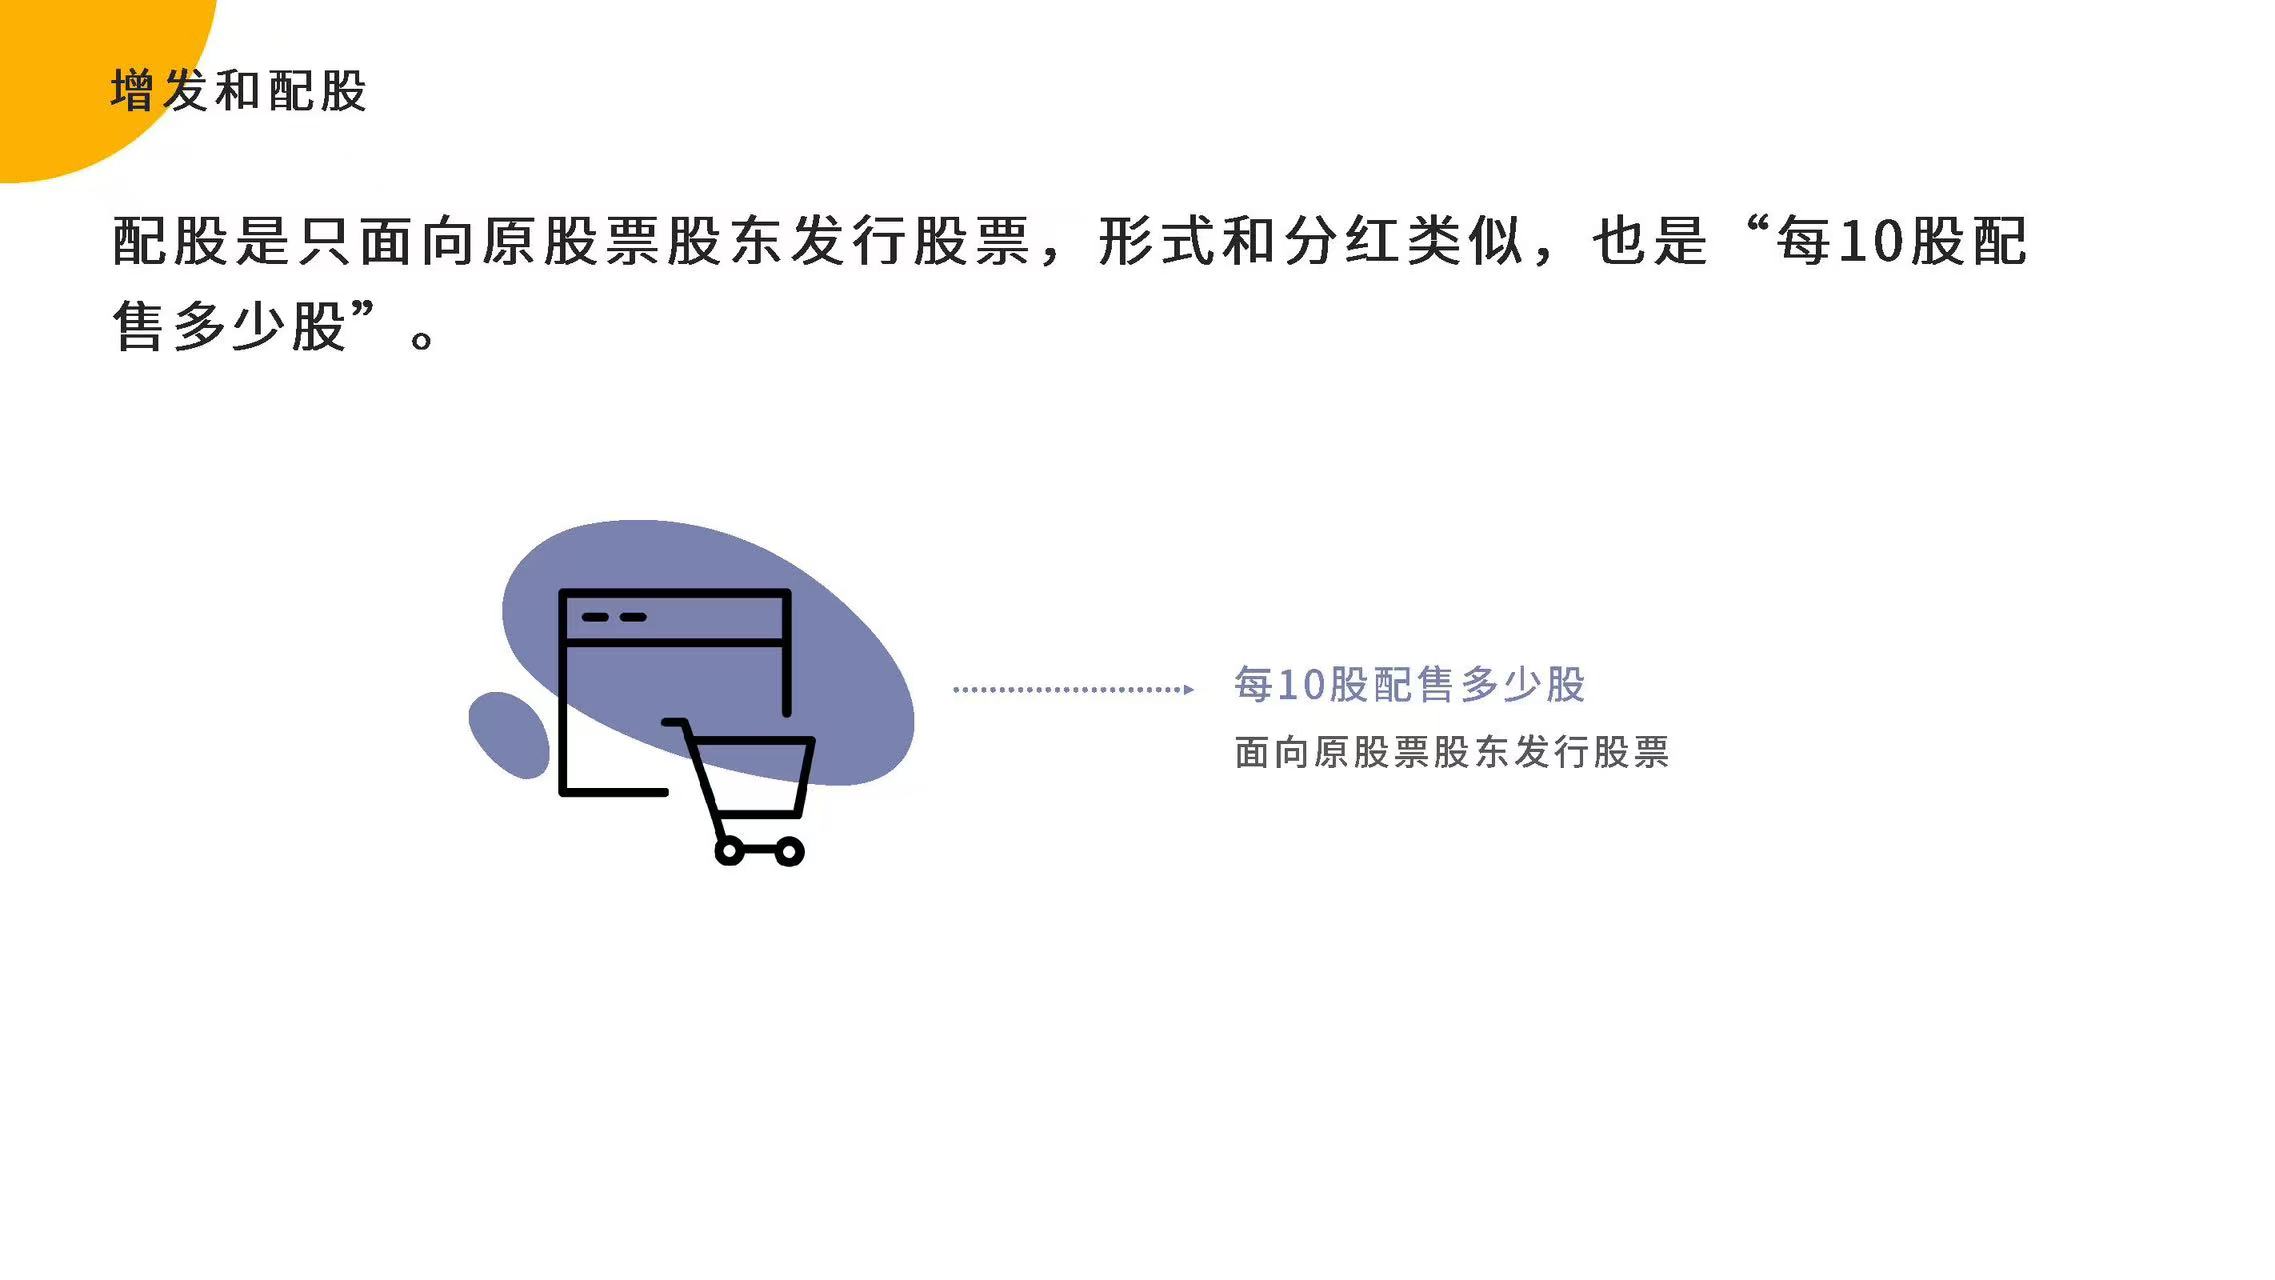 增发和配股
配股是只面向原股票股东发行股票，形式和分红类似，也是“每10股配
售多少股”。
每10股配售多少股
面向原股票股东发行股票